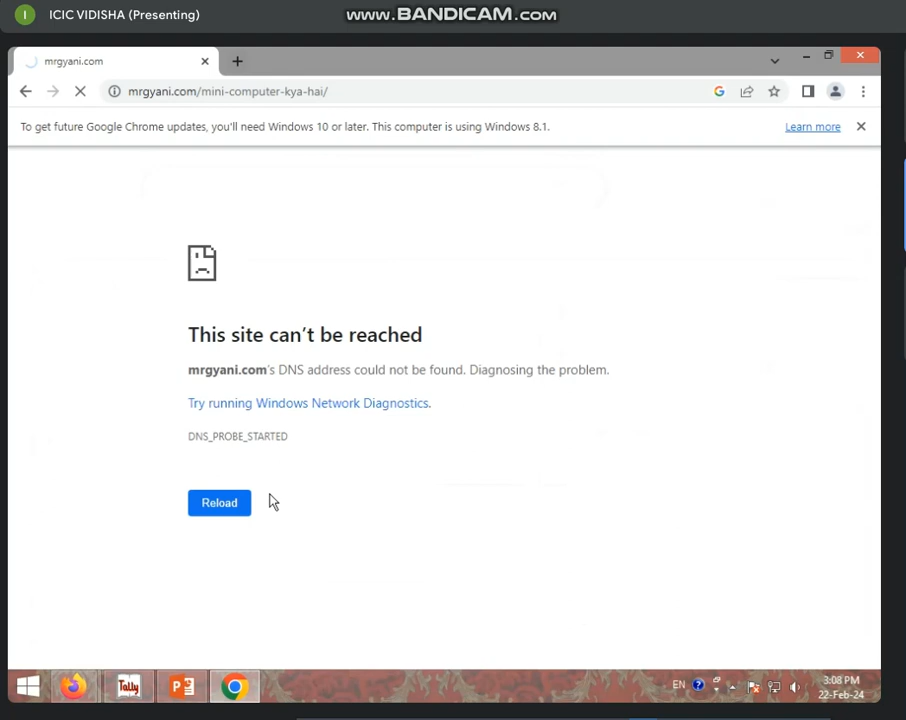 I ICIC VIDISHA (Presenting)
www.BANDICAM.com
mrgyani.com
mrgyani.com/mini-computer-kya-hai/
To get future Google Chrome updates, you'll need Windows 10 or later. This computer is using Windows 8.1.
Learn more
This site can't be reached
mrgyani.com's DNS address could not be found. Diagnosing the problem.
Try running Windows Network Diagnostics.
DNS_PROBE_STARTED
Reload
Tally
EN
3:08 PM
22-Feb-24